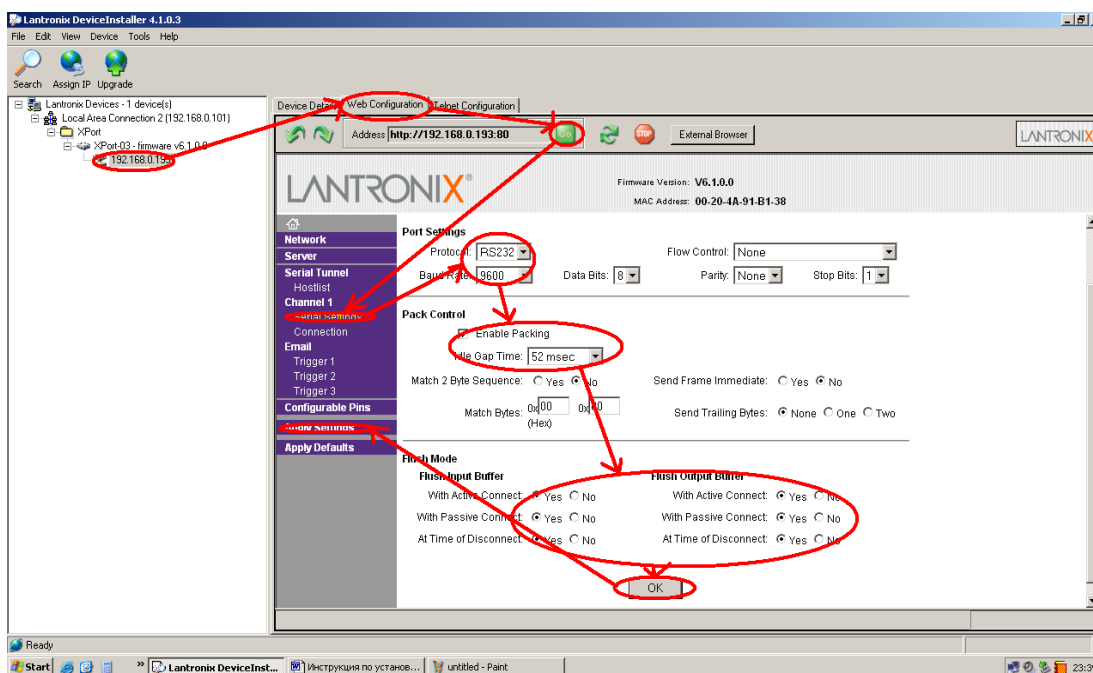 Lantronix DeviceInstaller 4.1.0.3
File Edit View Device Tools Help
Search Assign IP Upgrade
Lantronix Devices - 1 device(s)
Local Area Connection 2 (192.168.0.101)
XPort
XPort-03 - firmware v6.1.0.0
192.168.0.193
Device Details Web Configuration Telnet Configuration
Address http://192.168.0.193:80 Go STOP External Browser LANTRONIX
LANTRONIX®
Firmware Version: V6.1.0.0
MAC Address: 00-20-4A-91-B1-38
Network
Server
Serial Tunnel
Hostlist
Channel 1
Serial Settings
Connection
Email
Trigger 1
Trigger 2
Trigger 3
Configurable Pins
Apply Settings
Apply Defaults
Port Settings
Protocol: RS232 Flow Control: None
Baud Rate: 9600 Data Bits: 8 Parity: None Stop Bits: 1
Pack Control
Enable Packing
Idle Gap Time: 52 msec
Match 2 Byte Sequence: Yes No Send Frame Immediate: Yes No
Match Bytes: 0x 00 0x 00 Send Trailing Bytes: None One Two
(Hex)
Flush Mode
Flush Input Buffer Flush Output Buffer
With Active Connect: Yes No With Active Connect: Yes No
With Passive Connect: Yes No With Passive Connect: Yes No
At Time of Disconnect: Yes No At Time of Disconnect: Yes No
OK
Ready
Start » Lantronix DeviceInst... Инструкция по установ... untitled - Paint